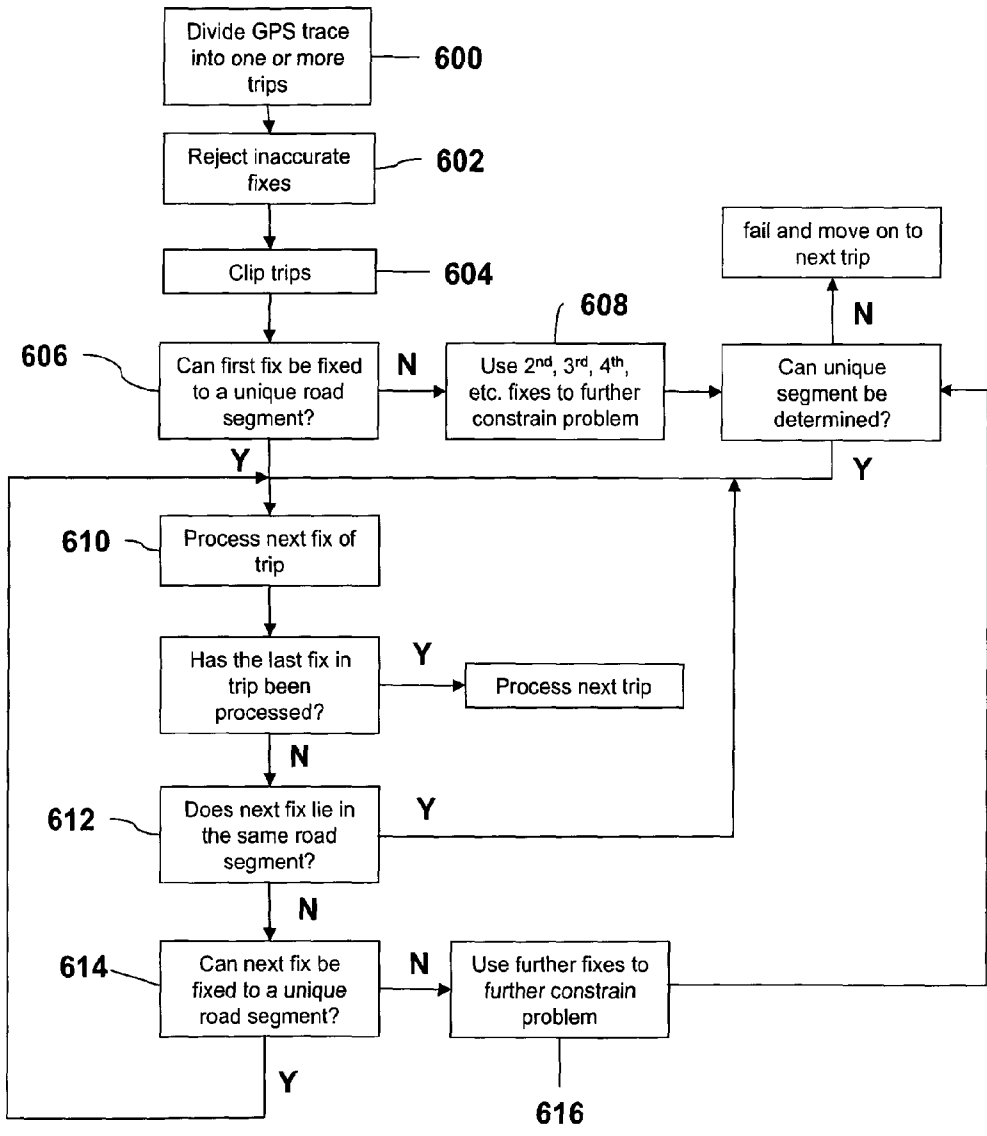 Divide GPS trace
into one or more
trips
600
Reject inaccurate
fixes
602
Clip trips
604
fail and move on to
next trip
N
608
606
Can first fix be fixed
to a unique road
segment?
N
Use 2nd, 3rd, 4th,
etc. fixes to further
constrain problem
Can unique
segment be
determined?
Y
Y
610
Process next fix of
trip
Has the last fix in
trip been
processed?
Y
Process next trip
N
612
Does next fix lie in
the same road
segment?
Y
N
614
Can next fix be
fixed to a unique
road segment?
N
Use further fixes to
further constrain
problem
Y
616